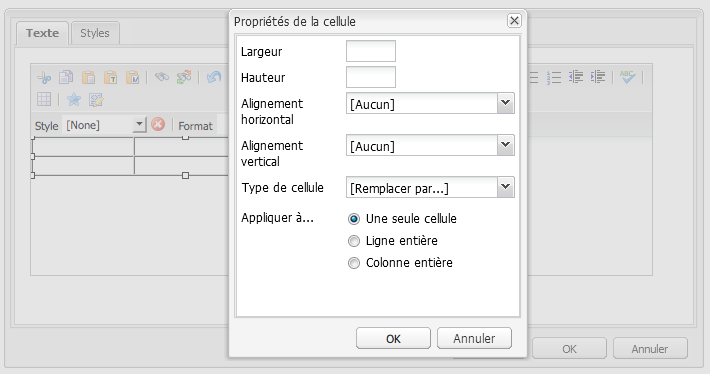 Propriétés de la cellule
Texte
Styles
Largeur
Hauteur
Alignement
horizontal
[Aucun]
Style [None] Format
Alignement
vertical
[Aucun]
Type de cellule [Remplacer par...]
Appliquer à... Une seule cellule
Ligne entière
Colonne entière
OK Annuler
OK Annuler